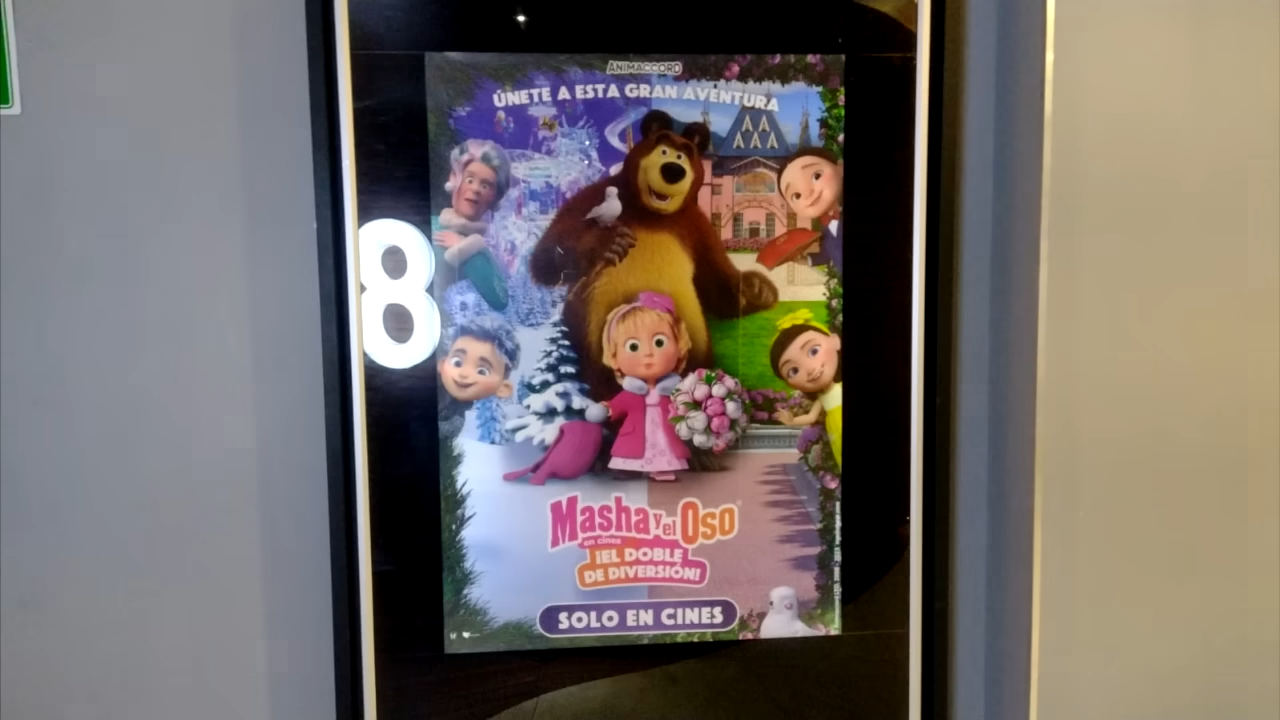 ANIMACCORD
ÚNETE A ESTA GRAN AVENTURA
8
Masha y el Oso
en cines
¡EL DOBLE
DE DIVERSIÓN!
SOLO EN CINES